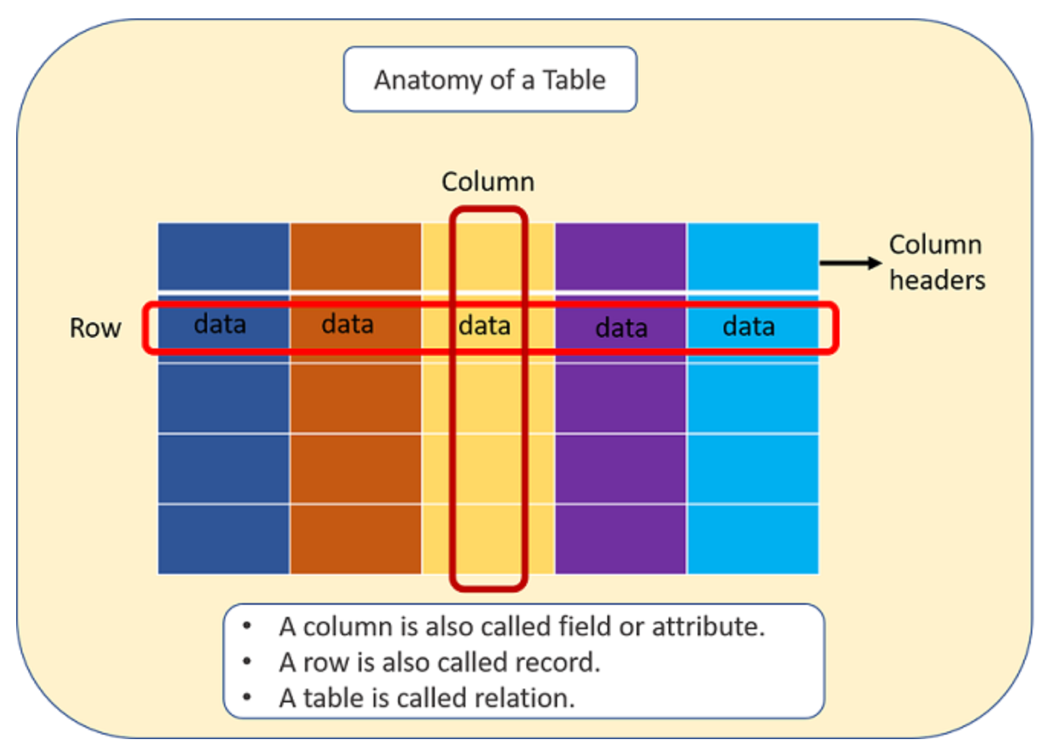 Anatomy of a Table
Column
Column
headers
Row
data data data data data
• A column is also called field or attribute.
• A row is also called record.
• A table is called relation.